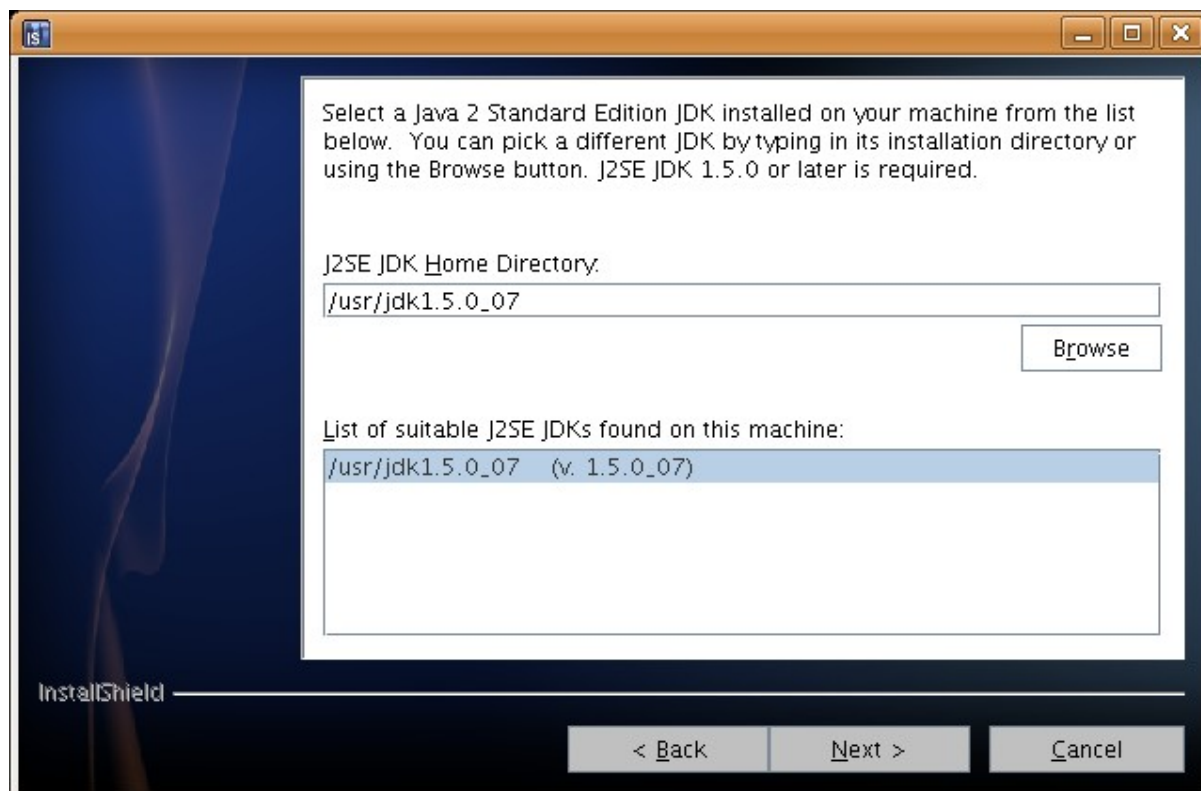 IS
Select a Java 2 Standard Edition JDK installed on your machine from the list
below. You can pick a different JDK by typing in its installation directory or
using the Browse button. J2SE JDK 1.5.0 or later is required.
J2SE JDK Home Directory:
/usr/jdk1.5.0_07
Browse
List of suitable J2SE JDKs found on this machine:
/usr/jdk1.5.0_07 (v. 1.5.0_07)
InstallShield
< Back
Next >
Cancel